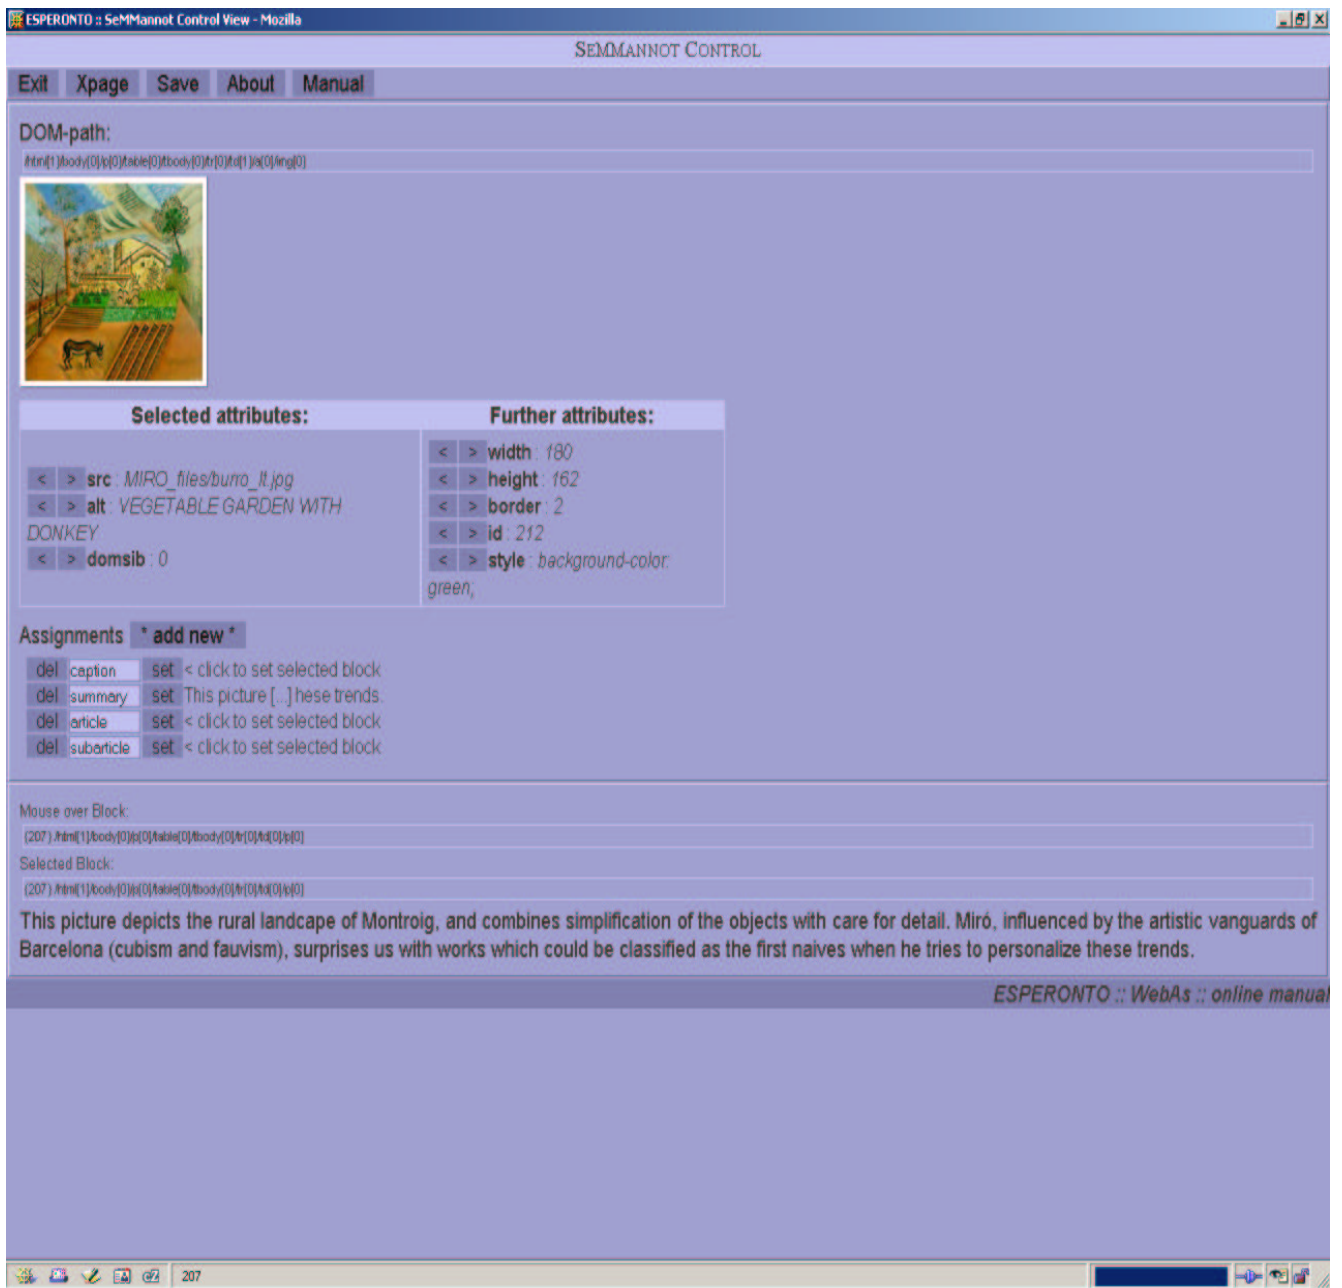 ESPERONTO :: SeMMannot Control View - Mozilla
SEMMANNOT CONTROL
Exit Xpage Save About Manual
DOM-path:
/html[1]/body[0]/p[0]/table[0]/tbody[0]/tr[0]/td[1]/a[0]/img[0]
Selected attributes: Further attributes:
< > width : 180
< > src : MIRO_files/burro_lt.jpg < > height : 162
< > alt : VEGETABLE GARDEN WITH < > border : 2
DONKEY < > id : 212
< > domsib : 0 < > style : background-color:
green;
Assignments * add new *
del caption set < click to set selected block
del summary set This picture [...] hese trends.
del article set < click to set selected block
del subarticle set < click to set selected block
Mouse over Block:
(207) /html[1]/body[0]/p[0]/table[0]/tbody[0]/tr[0]/td[0]/p[0]
Selected Block:
(207) /html[1]/body[0]/p[0]/table[0]/tbody[0]/tr[0]/td[0]/p[0]
This picture depicts the rural landcape of Montroig, and combines simplification of the objects with care for detail. Miró, influenced by the artistic vanguards of
Barcelona (cubism and fauvism), surprises us with works which could be classified as the first naives when he tries to personalize these trends.
ESPERONTO :: WebAs :: online manual
207